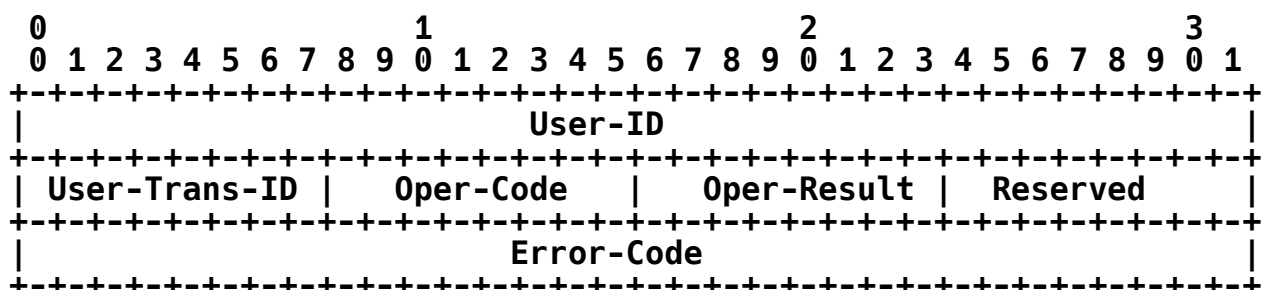 0                   1                   2                   3
 0 1 2 3 4 5 6 7 8 9 0 1 2 3 4 5 6 7 8 9 0 1 2 3 4 5 6 7 8 9 0 1
+-+-+-+-+-+-+-+-+-+-+-+-+-+-+-+-+-+-+-+-+-+-+-+-+-+-+-+-+-+-+-+-+
|                          User-ID                              |
+-+-+-+-+-+-+-+-+-+-+-+-+-+-+-+-+-+-+-+-+-+-+-+-+-+-+-+-+-+-+-+-+
| User-Trans-ID |   Oper-Code   |   Oper-Result |  Reserved     |
+-+-+-+-+-+-+-+-+-+-+-+-+-+-+-+-+-+-+-+-+-+-+-+-+-+-+-+-+-+-+-+-+
|                         Error-Code                            |
+-+-+-+-+-+-+-+-+-+-+-+-+-+-+-+-+-+-+-+-+-+-+-+-+-+-+-+-+-+-+-+-+